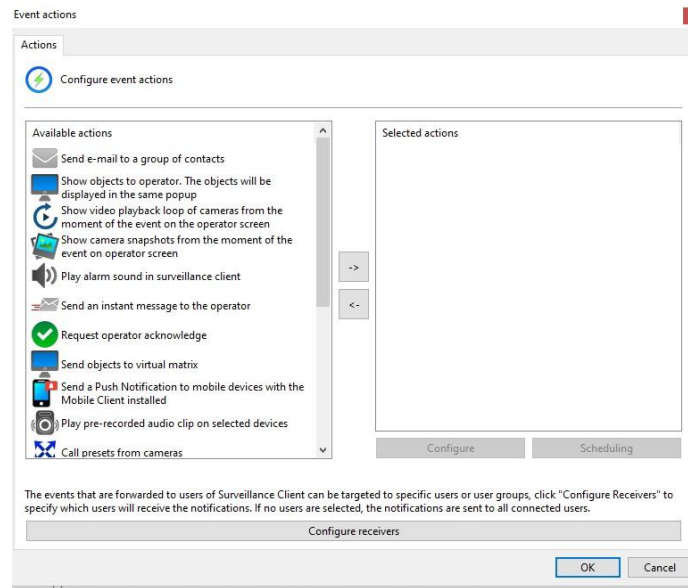 Event actions
Actions
Configure event actions
Available actions
Send e-mail to a group of contacts
Show objects to operator. The objects will be
displayed in the same popup
Show video playback loop of cameras from the
moment of the event on the operator screen
Show camera snapshots from the moment of the
event on operator screen
Play alarm sound in surveillance client
Send an instant message to the operator
Request operator acknowledge
Send objects to virtual matrix
Send a Push Notification to mobile devices with the
Mobile Client installed
Play pre-recorded audio clip on selected devices
Call presets from cameras
->
<-
Selected actions
Configure
Scheduling
The events that are forwarded to users of Surveillance Client can be targeted to specific users or user groups, click "Configure Receivers" to
specify which users will receive the notifications. If no users are selected, the notifications are sent to all connected users.
Configure receivers
OK
Cancel